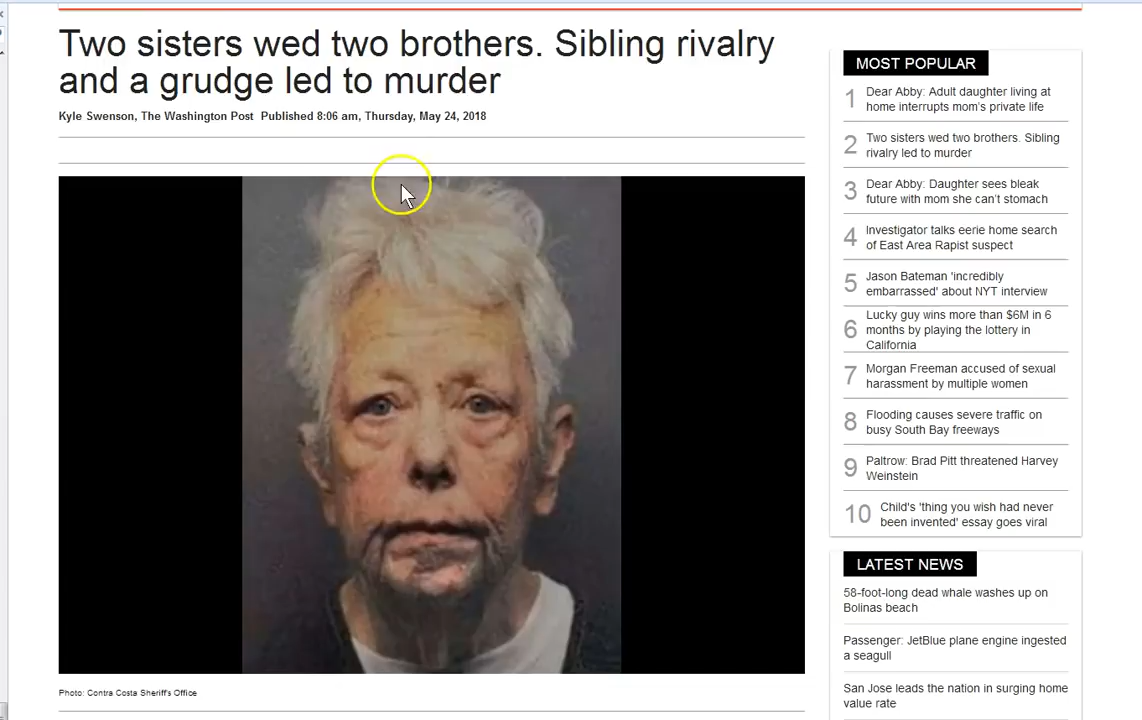 Two sisters wed two brothers. Sibling rivalry
and a grudge led to murder
Kyle Swenson, The Washington Post Published 8:06 am, Thursday, May 24, 2018
Photo: Contra Costa Sheriff's Office
MOST POPULAR
1 Dear Abby: Adult daughter living at
home interrupts mom's private life
2 Two sisters wed two brothers. Sibling
rivalry led to murder
3 Dear Abby: Daughter sees bleak
future with mom she can't stomach
4 Investigator talks eerie home search
of East Area Rapist suspect
5 Jason Bateman 'incredibly
embarrassed' about NYT interview
6 Lucky guy wins more than $6M in 6
months by playing the lottery in
California
7 Morgan Freeman accused of sexual
harassment by multiple women
8 Flooding causes severe traffic on
busy South Bay freeways
9 Paltrow: Brad Pitt threatened Harvey
Weinstein
10 Child's 'thing you wish had never
been invented' essay goes viral
LATEST NEWS
58-foot-long dead whale washes up on
Bolinas beach
Passenger: JetBlue plane engine ingested
a seagull
San Jose leads the nation in surging home
value rate